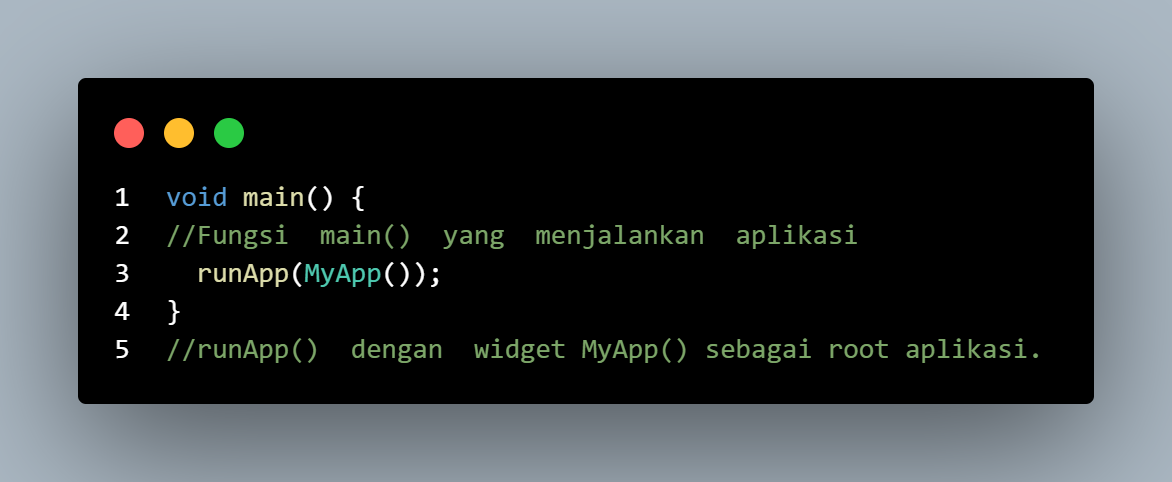 1 void main() {
2 //Fungsi  main()  yang  menjalankan  aplikasi
3   runApp(MyApp());
4 }
5 //runApp()  dengan  widget MyApp() sebagai root aplikasi.